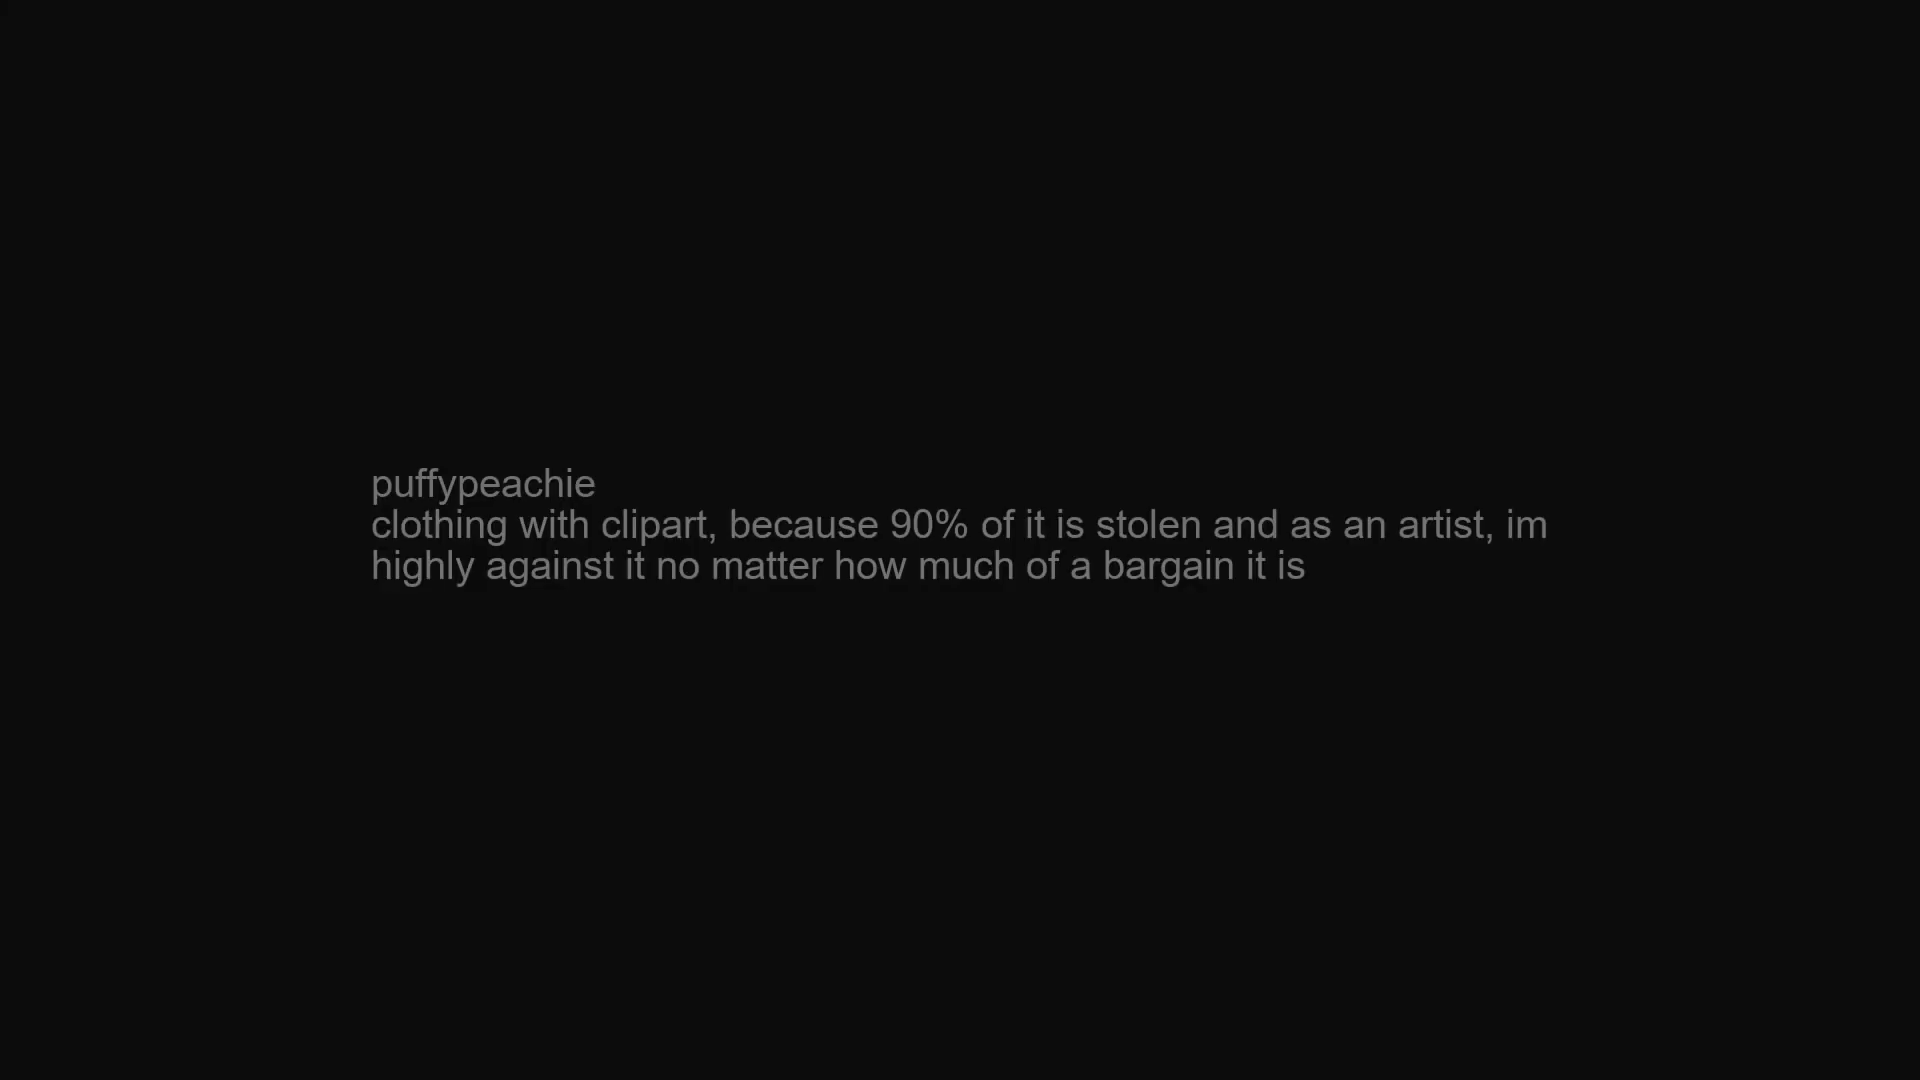 puffypeachie
clothing with clipart, because 90% of it is stolen and as an artist, im
highly against it no matter how much of a bargain it is